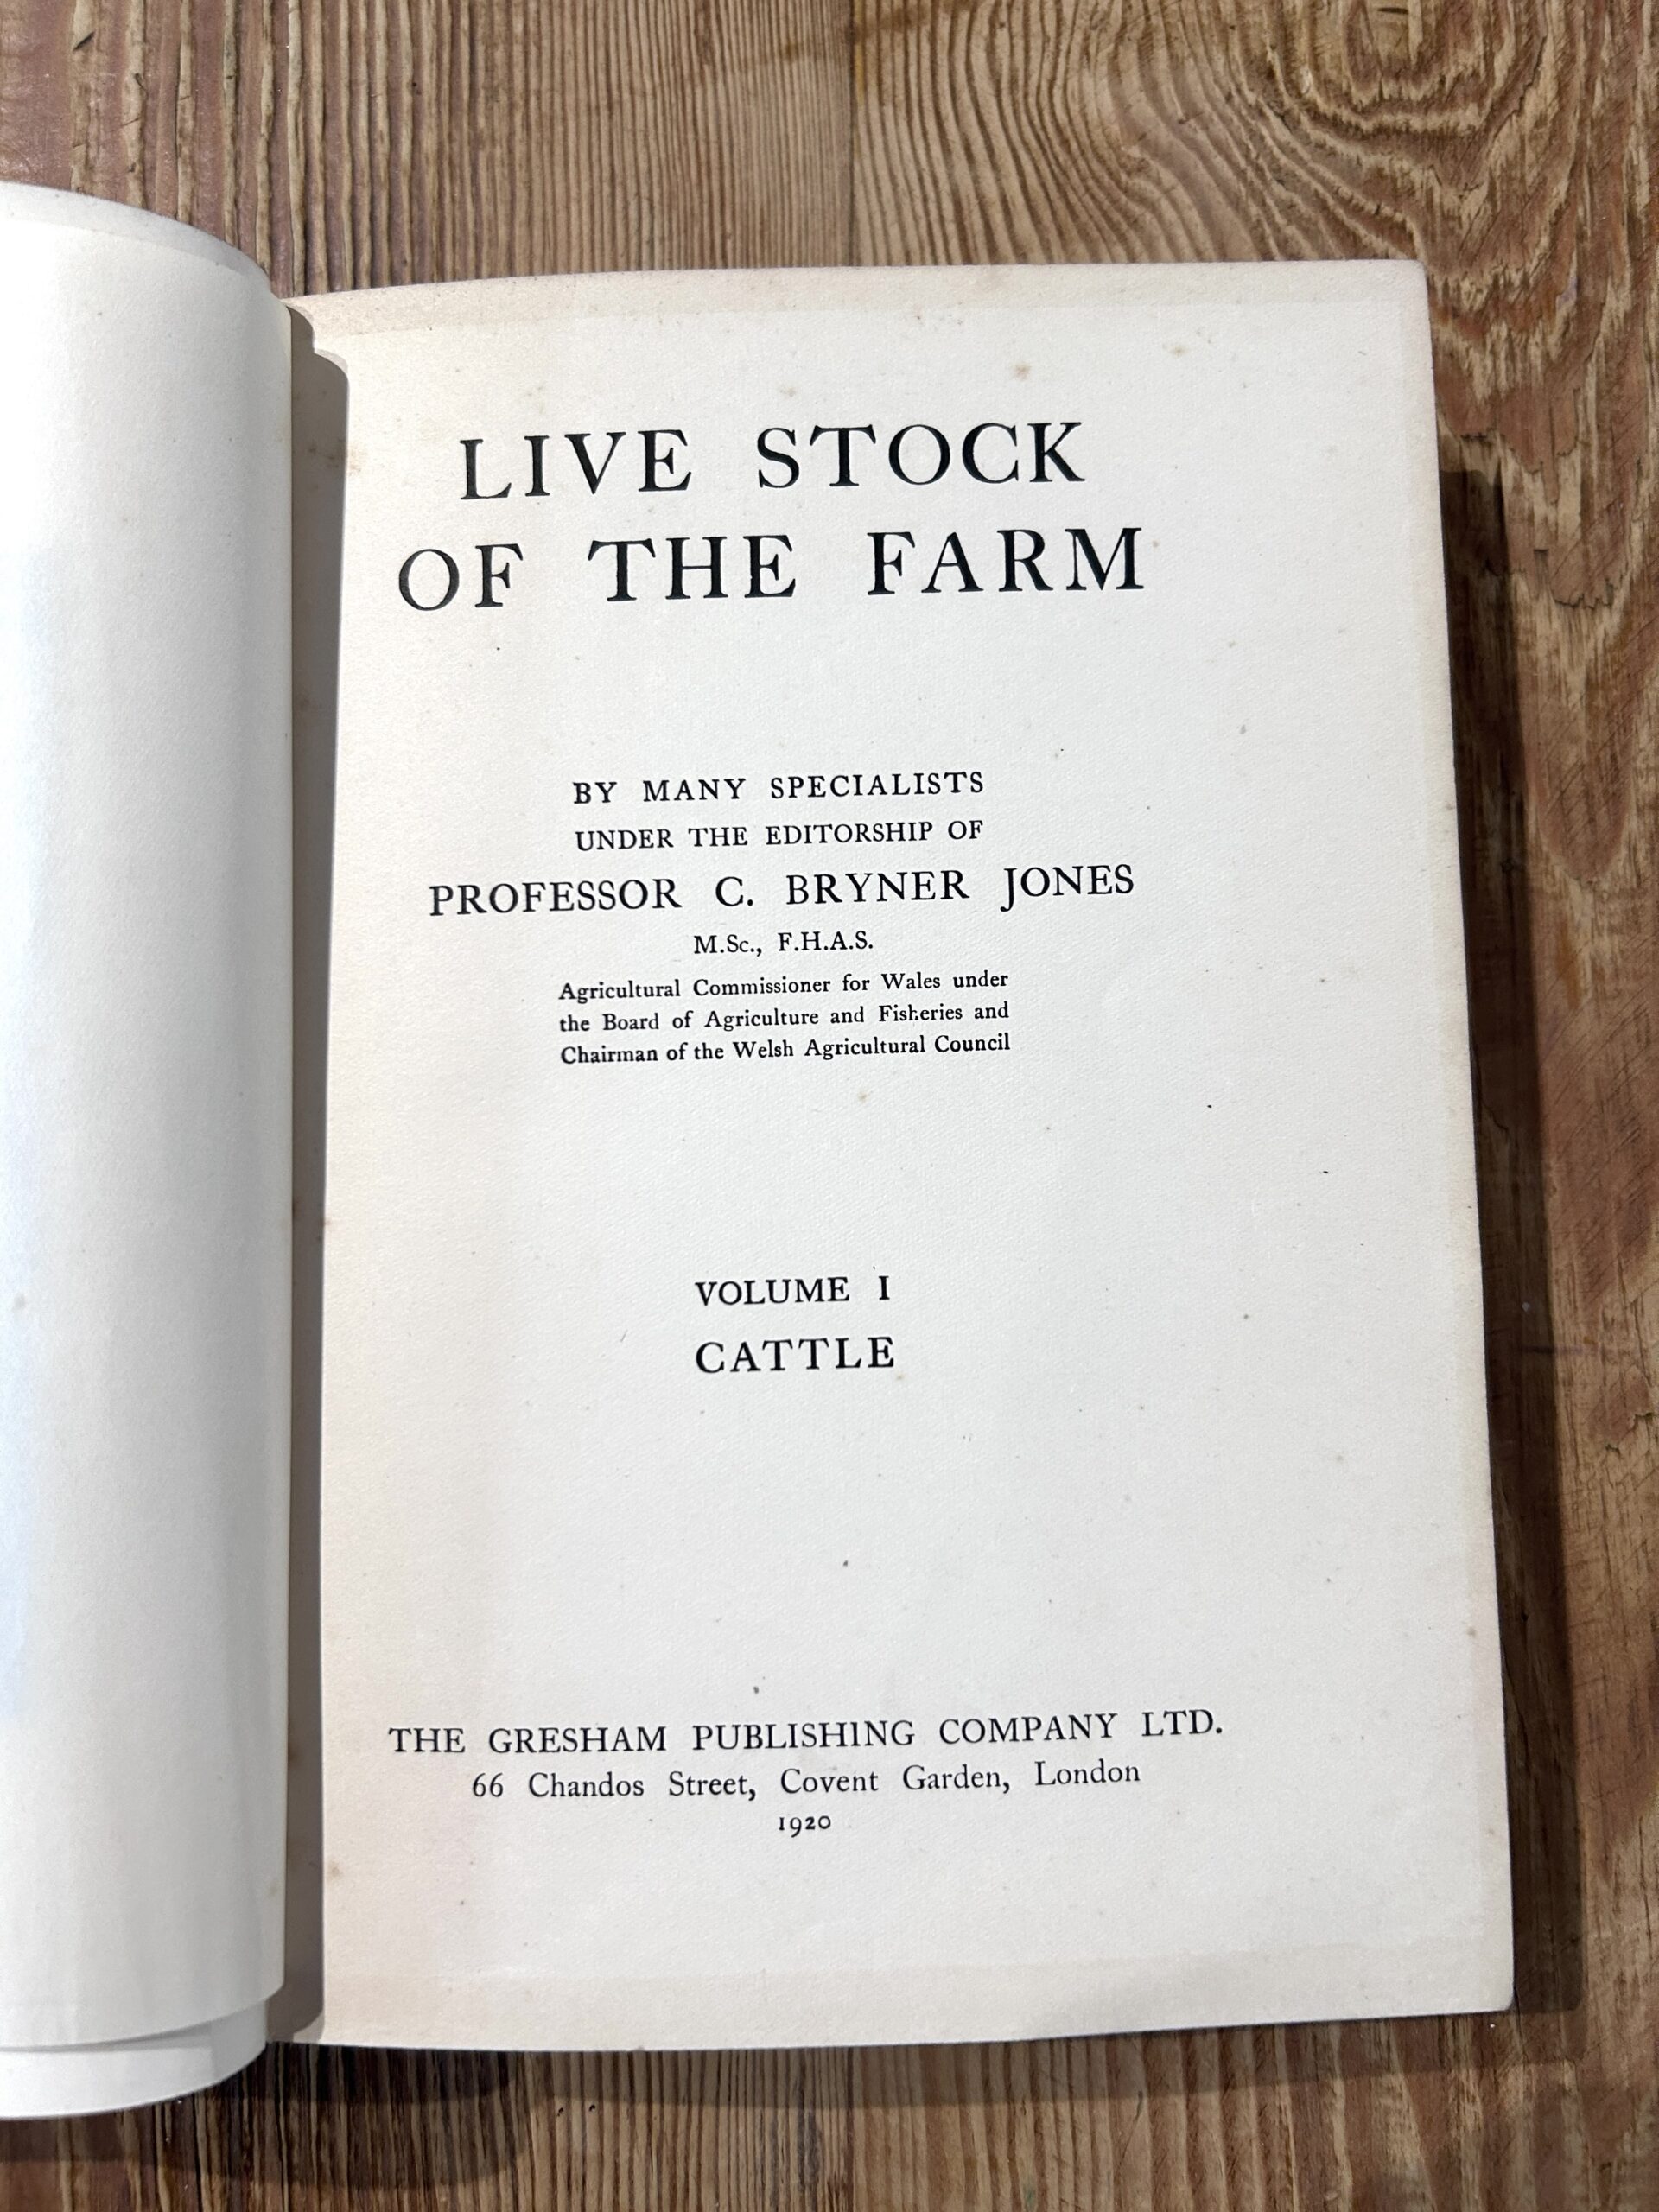 LIVE STOCK
OF THE FARM
BY MANY SPECIALISTS
UNDER THE EDITORSHIP OF
PROFESSOR C. BRYNER JONES
M.Sc., F.H.A.S.
Agricultural Commissioner for Wales under
the Board of Agriculture and Fisheries and
Chairman of the Welsh Agricultural Council
VOLUME I
CATTLE
THE GRESHAM PUBLISHING COMPANY LTD.
66 Chandos Street, Covent Garden, London
1920